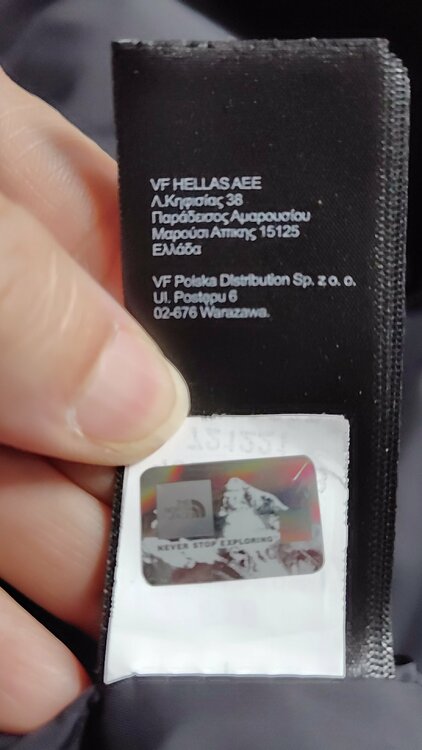 VF HELLAS AEE
Λ.Κηφισίας 38
Παράδεισος Αμαρουσίου
Μαρούσι Αττικής 15125
Ελλάδα
VF Polska Distribution Sp. z o. o.
Ul. Postępu 6
02-676 Warazawa.
NEVER STOP EXPLORING